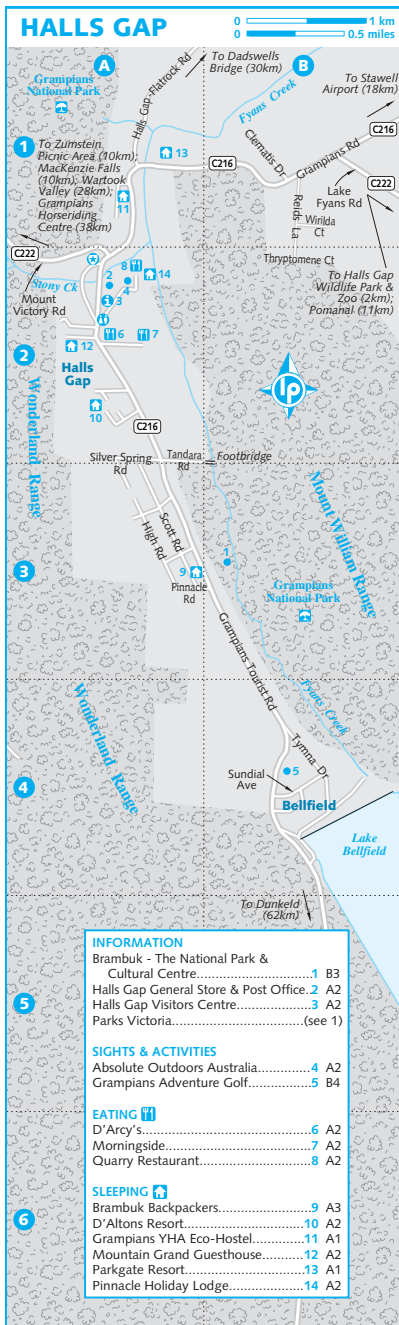 HALLS GAP
0 1 km
0 0.5 miles
A
B
To Dadswells
Bridge (30km)
Grampians
National Park
Halls Gap-Flatrock Rd
Fyans Creek
To Stawell
Airport (18km)
C216
1
To Zumstein
Picnic Area (10km);
MacKenzie Falls
(10km); Wartook
Valley (28km);
Grampians
Horseriding
Centre (38km)
13
C216
Clematis Dr
Grampians Rd
C222
Lake
Fyans Rd
11
Reids La
Wirilda
Ct
Thryptomene Ct
C222
8
14
2
4
3
Stony Ck
Mount
Victory Rd
To Halls Gap
Wildlife Park &
Zoo (2km);
Pomanal (11km)
2
6
7
12
Halls
Gap
lp
10
C216
Wonderland Range
Silver Spring
Rd
Tandara
Rd
Footbridge
Mount William Range
Scott Rd
High Rd
3
1
9
Pinnacle
Rd
Grampians
National Park
Grampians Tourist Rd
Wonderland Range
Fyans Creek
Tymna Dr
4
5
Sundial
Ave
Bellfield
Lake
Bellfield
To Dunkeld
(62km)
5
INFORMATION
Brambuk - The National Park &
Cultural Centre..................................1 B3
Halls Gap General Store & Post Office..2 A2
Halls Gap Visitors Centre....................3 A2
Parks Victoria.............................(see 1)
SIGHTS & ACTIVITIES
Absolute Outdoors Australia................4 A2
Grampians Adventure Golf..................5 B4
EATING
D'Arcy's..............................................6 A2
Morningside........................................7 A2
Quarry Restaurant..............................8 A2
6
SLEEPING
Brambuk Backpackers........................9 A3
D'Altons Resort................................10 A2
Grampians YHA Eco-Hostel..............11 A1
Mountain Grand Guesthouse............12 A2
Parkgate Resort................................13 A1
Pinnacle Holiday Lodge....................14 A2